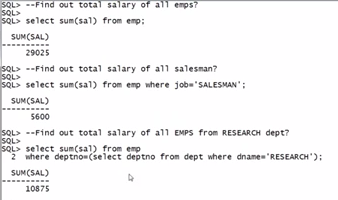 SQL> --Find out total salary of all emps?
SQL>
SQL> select sum(sal) from emp;
SUM(SAL)
----------
29025
SQL> --Find out total salary of all salesman?
SQL>
SQL> select sum(sal) from emp where job='SALESMAN';
SUM(SAL)
----------
5600
SQL> --Find out total salary of all EMPS from RESEARCH dept?
SQL>
SQL> select sum(sal) from emp
2 where deptno=(select deptno from dept where dname='RESEARCH');
SUM(SAL)
----------
10875